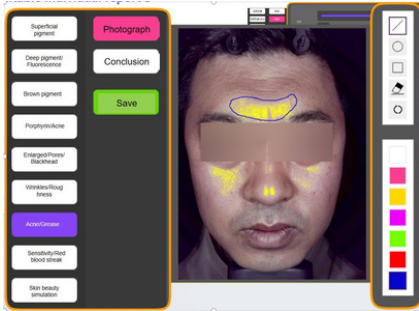 Superficial
pigment
Deep pigment/
Fluorescence
Brown pigment
Porphyrin/Acne
Enlarged/Pores/
Blackhead
Wrinkles/Roug
hness
Acne/Grease
Sensitivity/Red
blood streak
Skin beauty
simulation
Photograph
Conclusion
Save